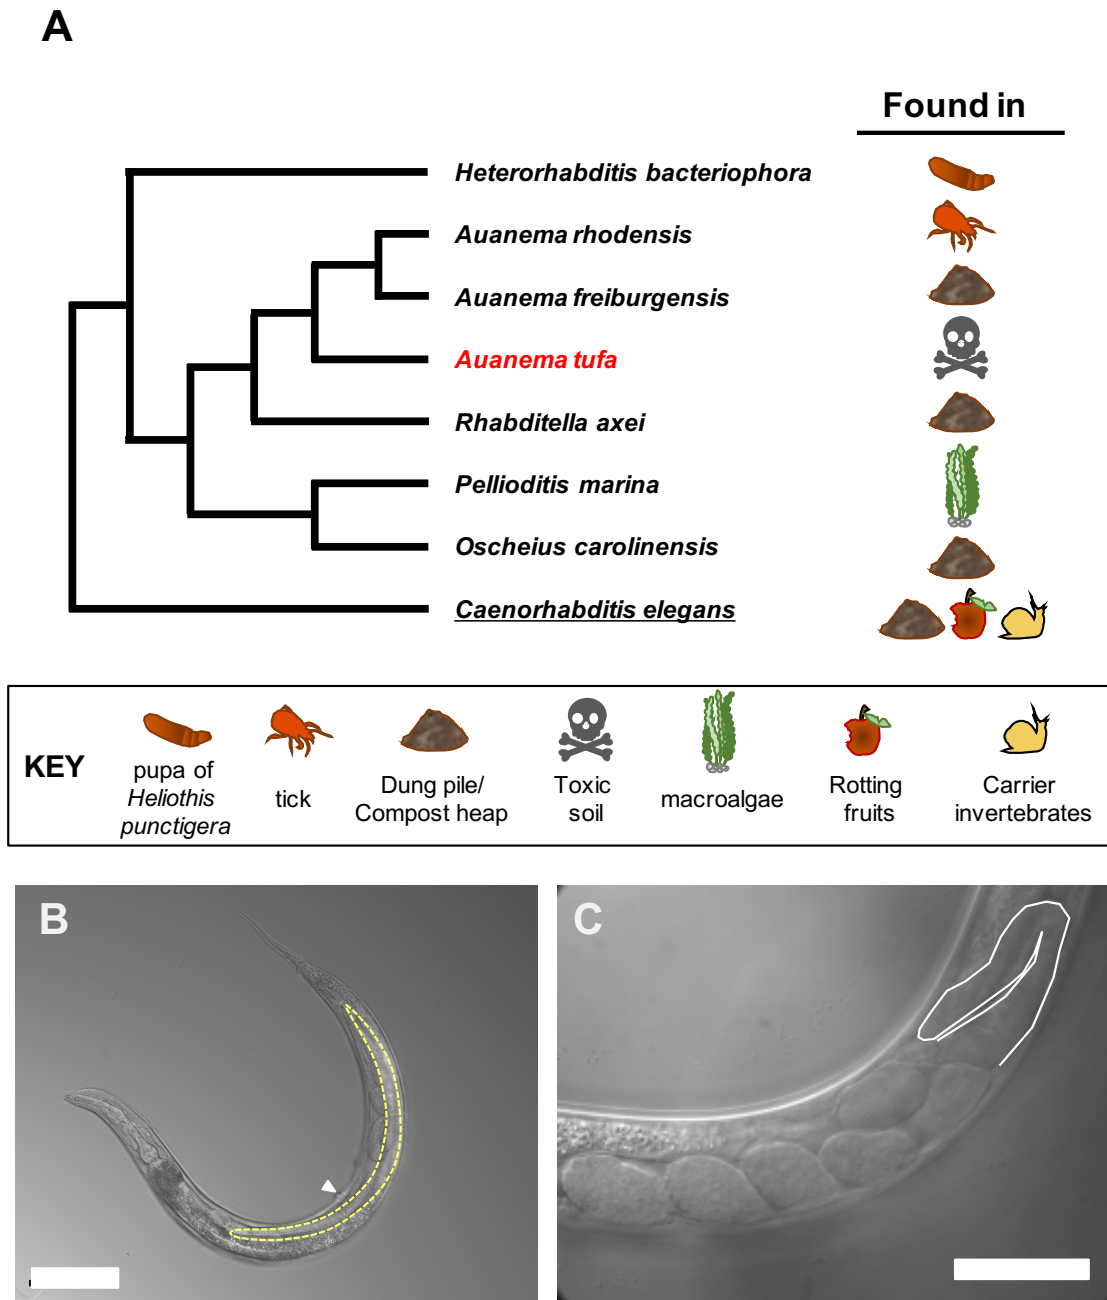 A
Found in
Heterorhabditis bacteriophora
Auanema rhodensis
Auanema freiburgensis
Auanema tufa
Rhabditella axei
Pellioditis marina
Oscheius carolinensis
Caenorhabditis elegans
KEY
pupa of
Heliothis
punctigera
tick
Dung pile/
Compost heap
Toxic
soil
macroalgae
Rotting
fruits
Carrier
invertebrates
B
C